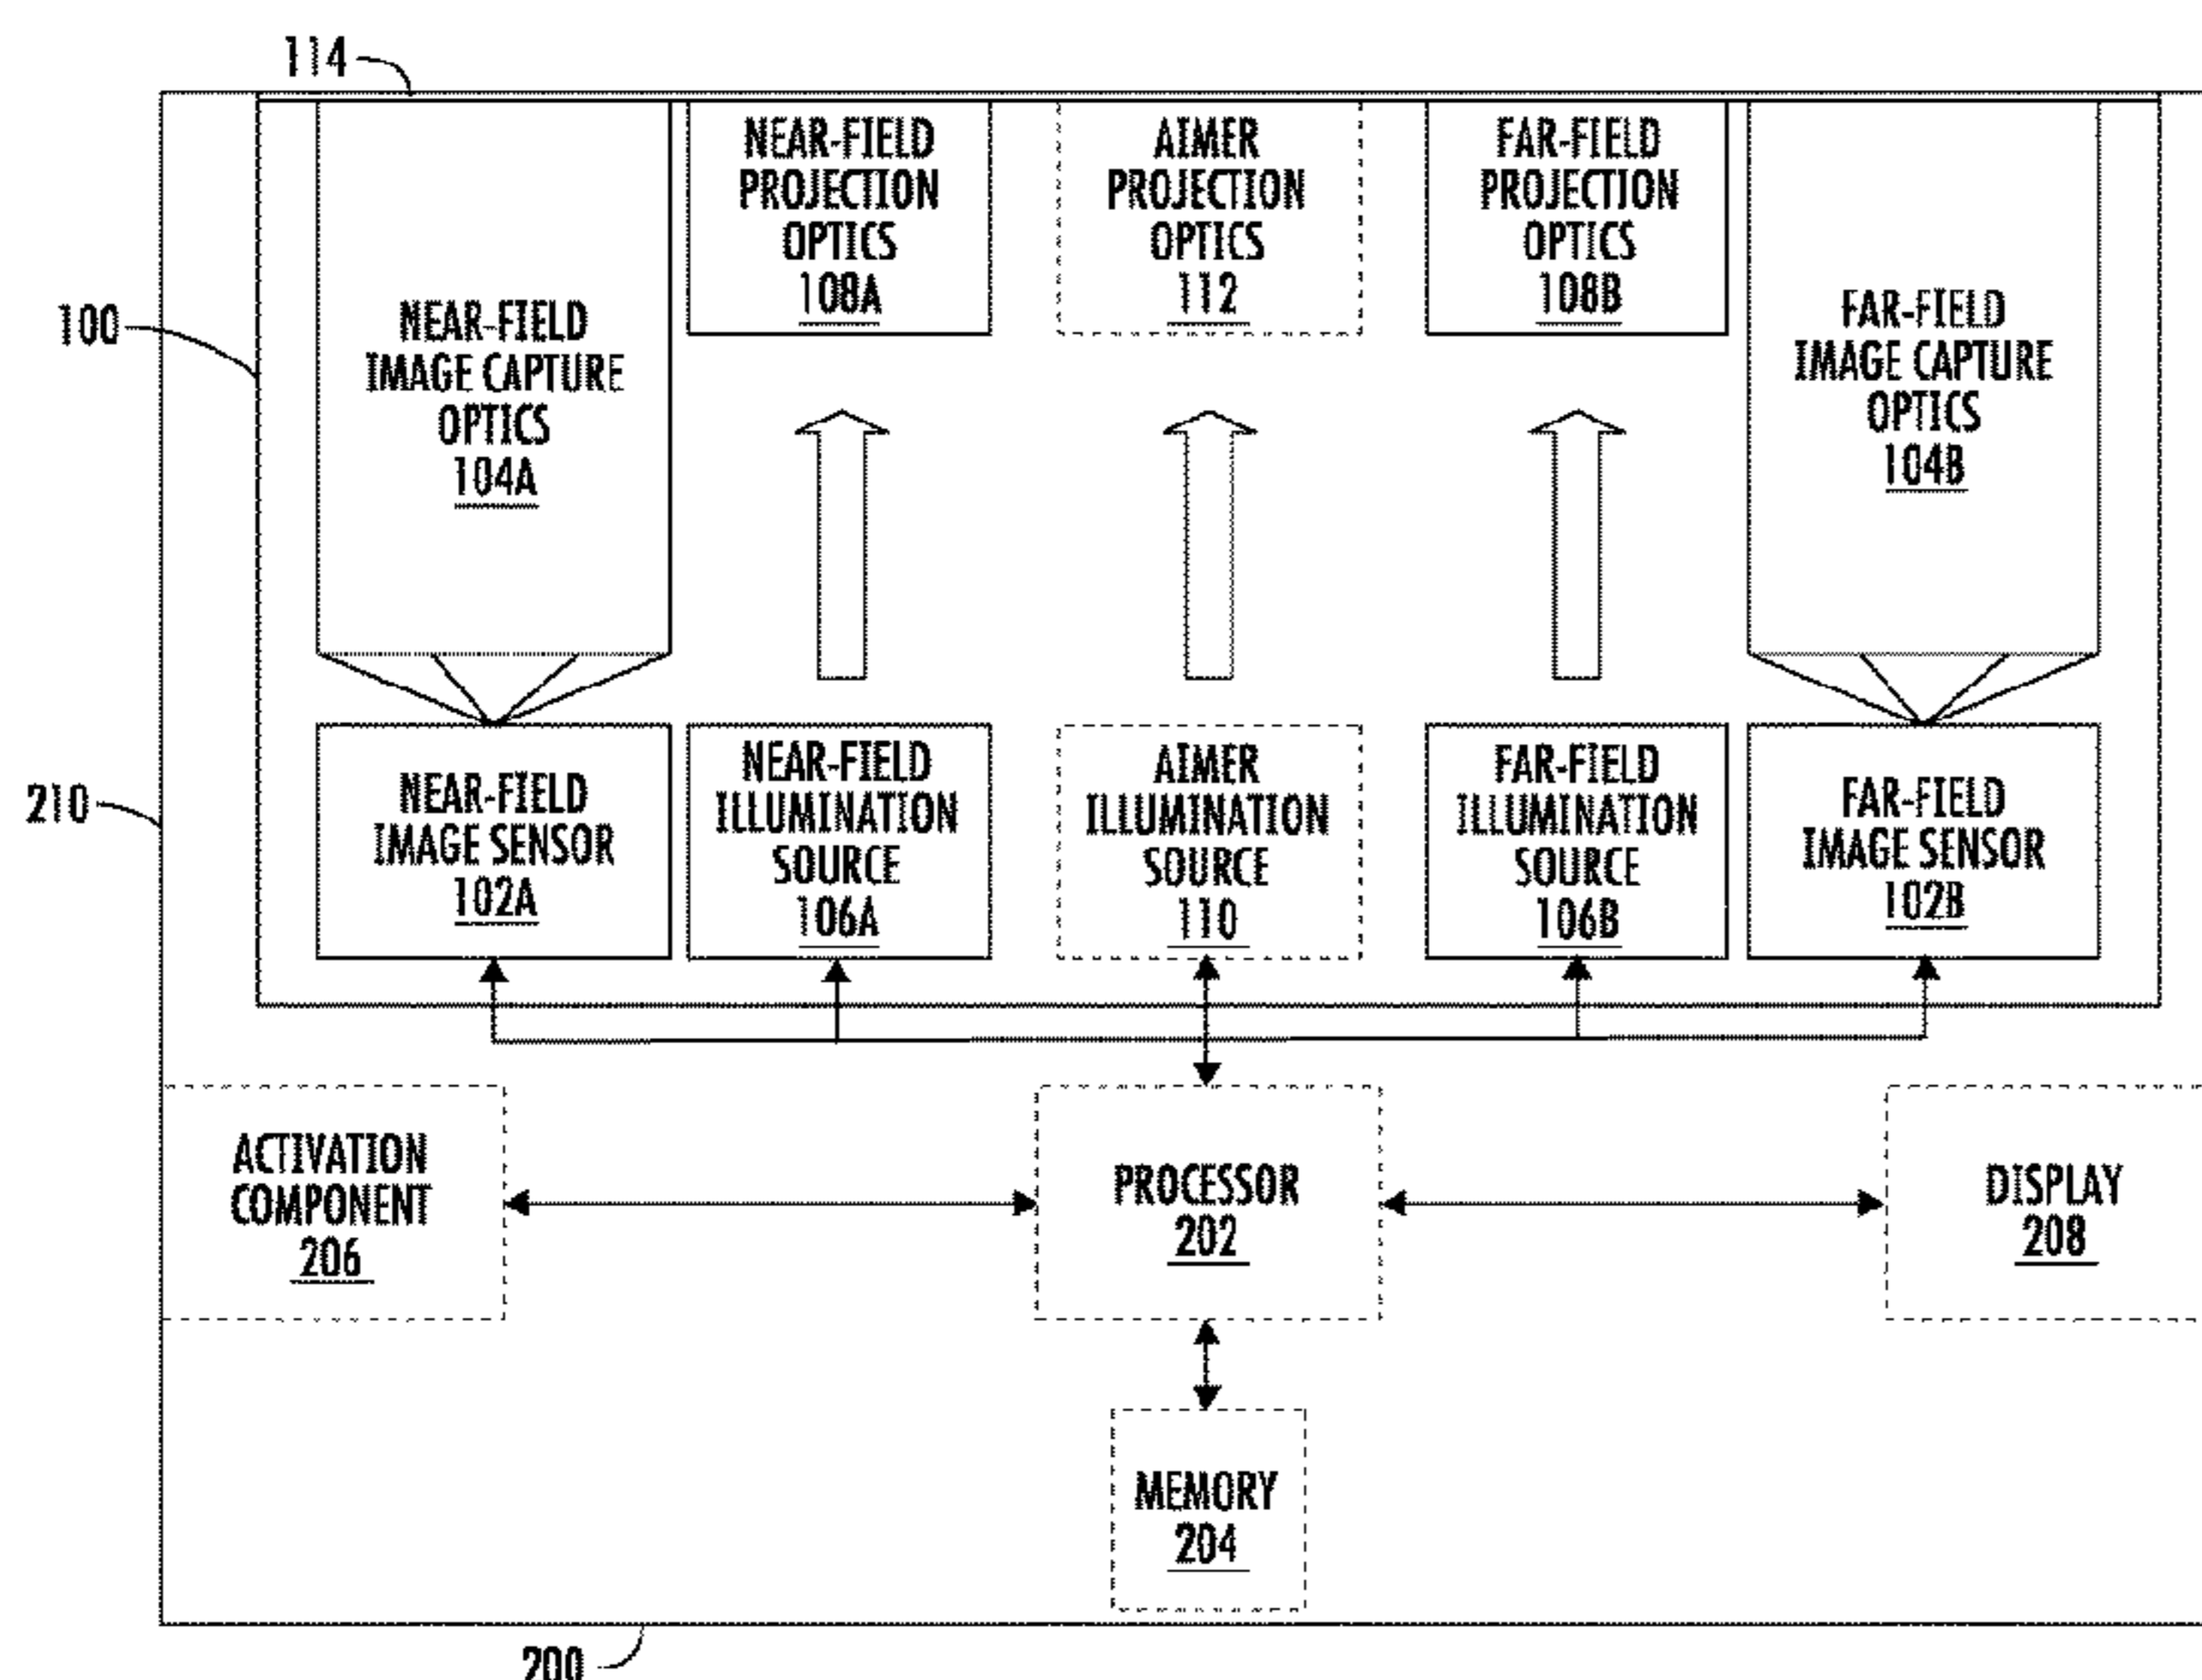 114
NEAR-FIELD
PROJECTION
OPTICS
108A
AIMER
PROJECTION
OPTICS
112
FAR-FIELD
PROJECTION
OPTICS
108B
100
NEAR-FIELD
IMAGE CAPTURE
OPTICS
104A
FAR-FIELD
IMAGE CAPTURE
OPTICS
104B
210
NEAR-FIELD
IMAGE SENSOR
102A
NEAR-FIELD
ILLUMINATION
SOURCE
106A
AIMER
ILLUMINATION
SOURCE
110
FAR-FIELD
ILLUMINATION
SOURCE
106B
FAR-FIELD
IMAGE SENSOR
102B
ACTIVATION
COMPONENT
206
PROCESSOR
202
DISPLAY
208
MEMORY
204
200